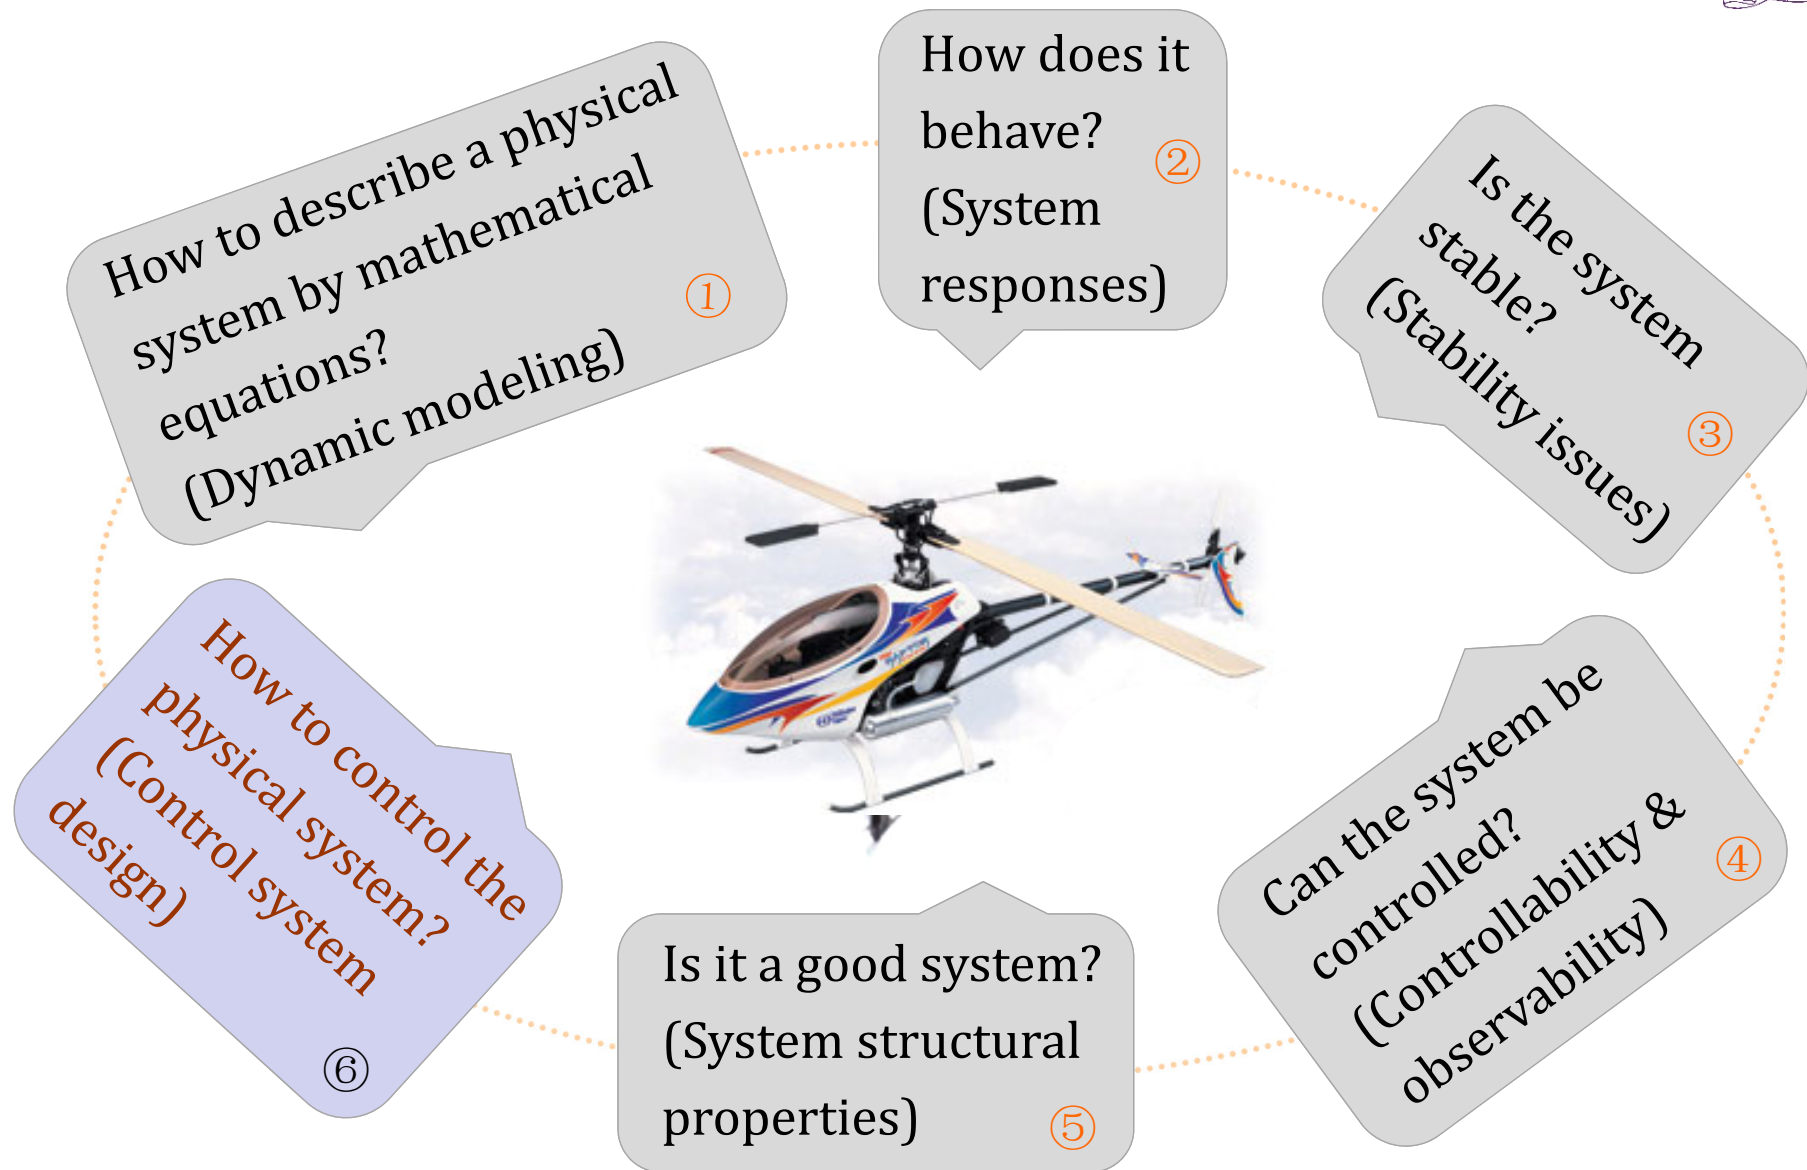 How to describe a physical
system by mathematical
equations?
(Dynamic modeling)
①
How does it
behave?
②
(System
responses)
Is the system
stable?
(Stability issues)
③
Can the system be
controlled?
(Controllability &
observability)
④
Is it a good system?
(System structural
properties)
⑤
How to control the
physical system?
(Control system
design)
⑥